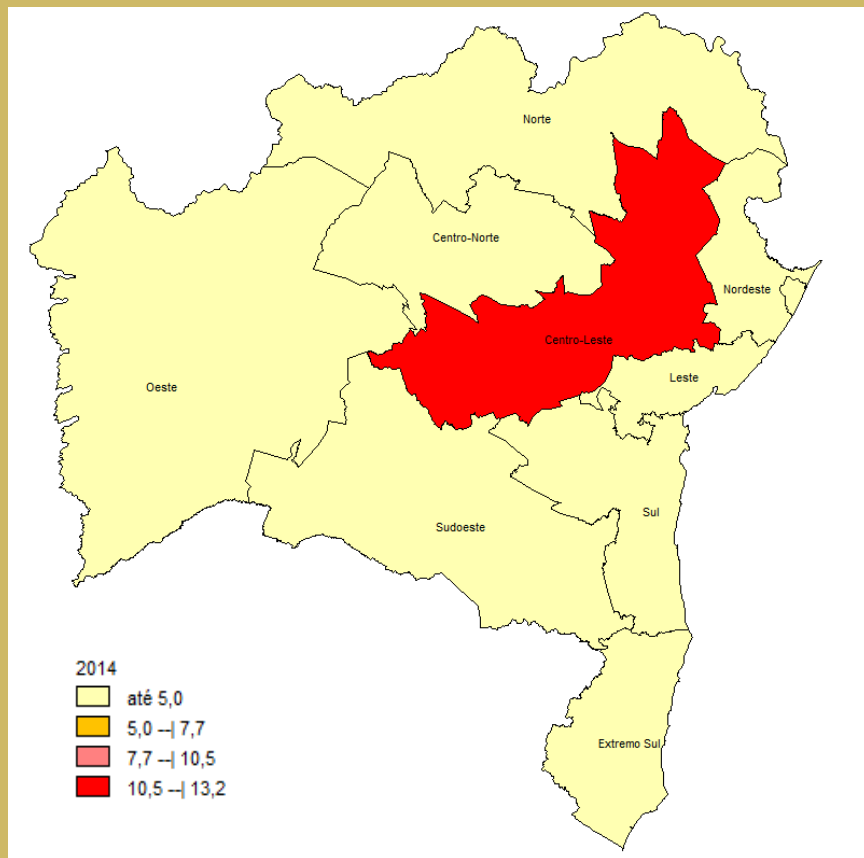 Norte
Centro-Norte
Nordeste
Centro-Leste
Leste
Oeste
Sul
Sudoeste
Extremo Sul
2014
até 5,0
5,0 --| 7,7
7,7 --| 10,5
10,5 --| 13,2